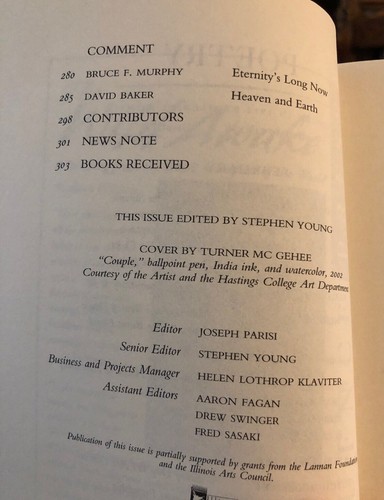 COMMENT
280 BRUCE F. MURPHY Eternity's Long Now
285 DAVID BAKER Heaven and Earth
298 CONTRIBUTORS
301 NEWS NOTE
303 BOOKS RECEIVED
THIS ISSUE EDITED BY STEPHEN YOUNG
COVER BY TURNER MC GEHEE
"Couple," ballpoint pen, India ink, and watercolor, 2002
Courtesy of the Artist and the Hastings College Art Department
Editor JOSEPH PARISI
Senior Editor STEPHEN YOUNG
Business and Projects Manager HELEN LOTHROP KLAVITER
Assistant Editors AARON FAGAN
DREW SWINGER
FRED SASAKI
Publication of this issue is partially supported by grants from the Lannan Foundation
and the Illinois Arts Council.